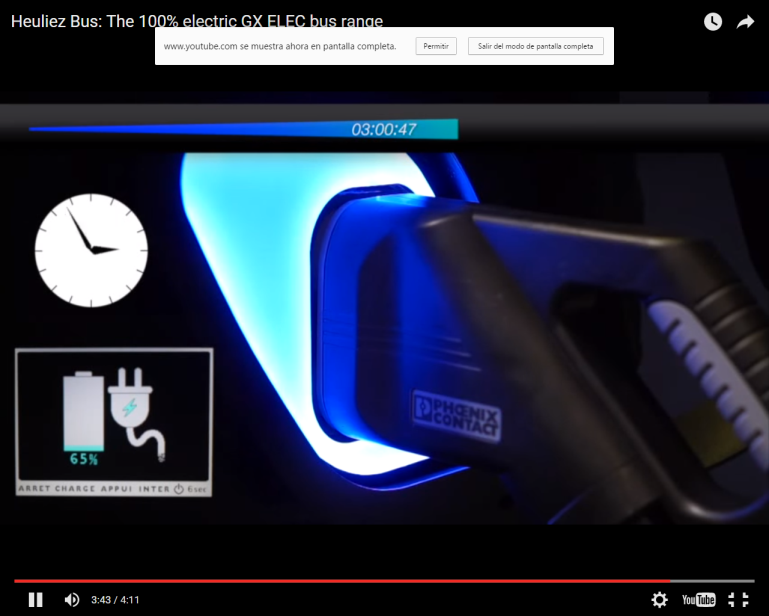 Heuliez Bus: The 100% electric GX ELEC bus range
www.youtube.com se muestra ahora en pantalla completa.
Permitir
Salir del modo de pantalla completa
03:00:47
PHŒNIX
CONTACT
65%
ARRET CHARGE APPUI INTER 6sec
3:43 / 4:11
YouTube